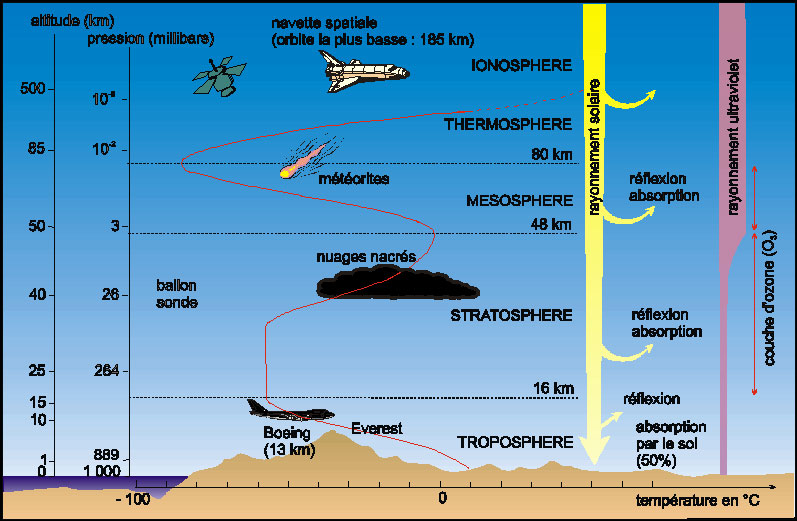 altitude (km)
pression (millibars)
navette spatiale
(orbite la plus basse : 185 km)
IONOSPHERE
500
10⁻⁸
THERMOSPHERE
85
10⁻²
80 km
météorites
MESOSPHERE
réflexion
absorption
50
3
48 km
nuages nacrés
ballon
sonde
40
26
STRATOSPHERE
réflexion
absorption
25
264
16 km
15
réflexion
10
Boeing
(13 km)
Everest
TROPOSPHERE
absorption
par le sol
(50%)
1
889
0
1 000
- 100
0
température en °C
rayonnement solaire
rayonnement ultraviolet
couche d'ozone (O₃)